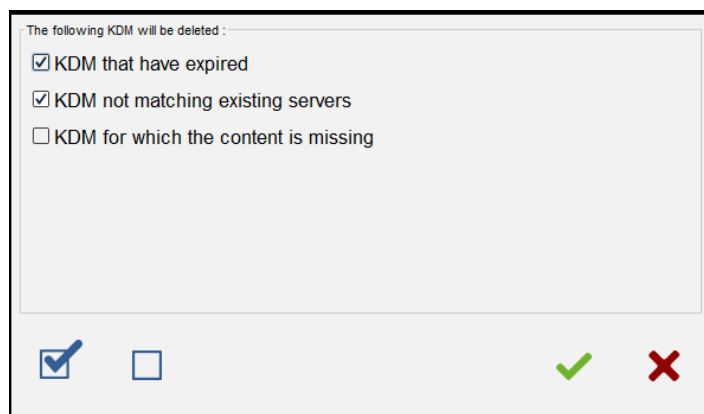 The following KDM will be deleted :
KDM that have expired
KDM not matching existing servers
KDM for which the content is missing